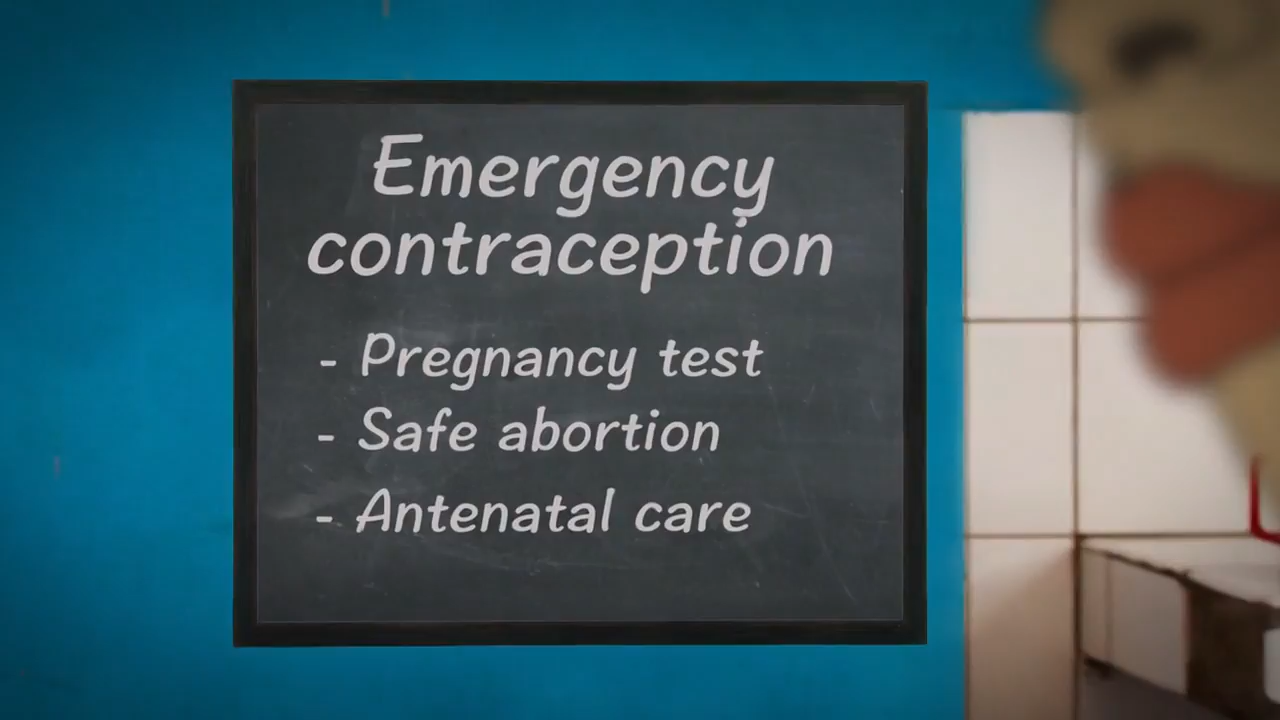 Emergency
contraception
- Pregnancy test
- Safe abortion
- Antenatal care